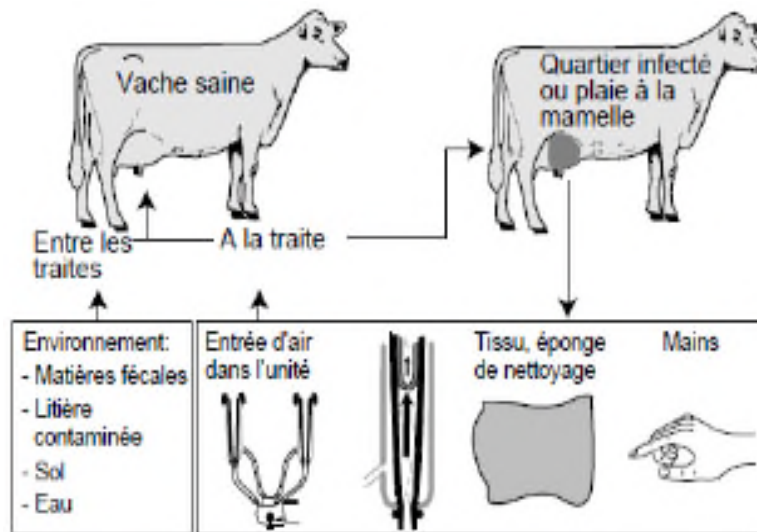 Vache saine
Quartier infecté
ou plaie à la
mamelle
Entre les
traites
A la traite
Environnement:
- Matières fécales
- Litière
contaminée
- Sol
- Eau
Entrée d'air
dans l'unité
Tissu, éponge
de nettoyage
Mains